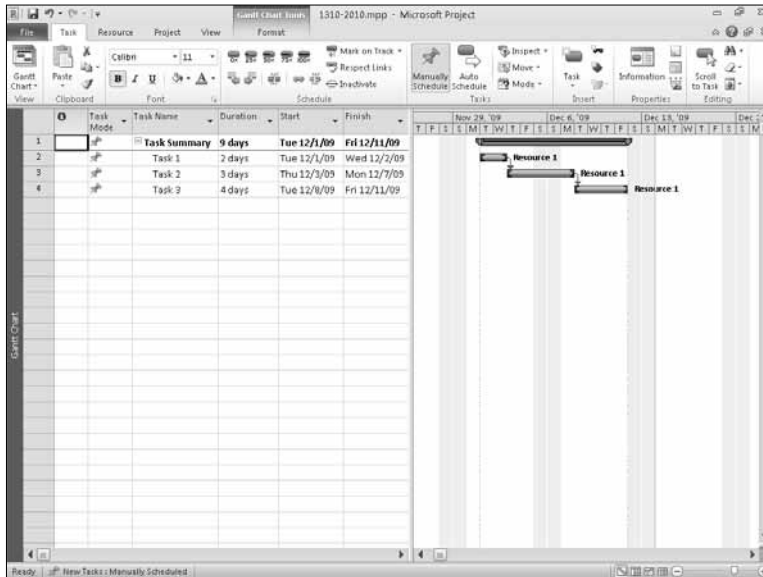 Gantt Chart Tools 1310-2010.mpp - Microsoft Project
File Task Resource Project View Format
Gantt Chart
Paste
Calibri 11
B I U A
Mark on Track
Respect Links
Inactivate
Manually Schedule
Auto Schedule
Inspect
Move
Mode
Task
Information
Scroll to Task
View Clipboard Font Schedule Tasks Insert Properties Editing
Task Mode Task Name Duration Start Finish
Nov 29, '09 Dec 6, '09 Dec 13, '09 Dec
T F S S M T W T F S S M T W T F S S M T W T F S S M
1 Task Summary 9 days Tue 12/1/09 Fri 12/11/09
2 Task 1 2 days Tue 12/1/09 Wed 12/2/09 Resource 1
3 Task 2 3 days Thu 12/3/09 Mon 12/7/09 Resource 1
4 Task 3 4 days Tue 12/8/09 Fri 12/11/09 Resource 1
Gantt Chart
Ready New Tasks : Manually Scheduled